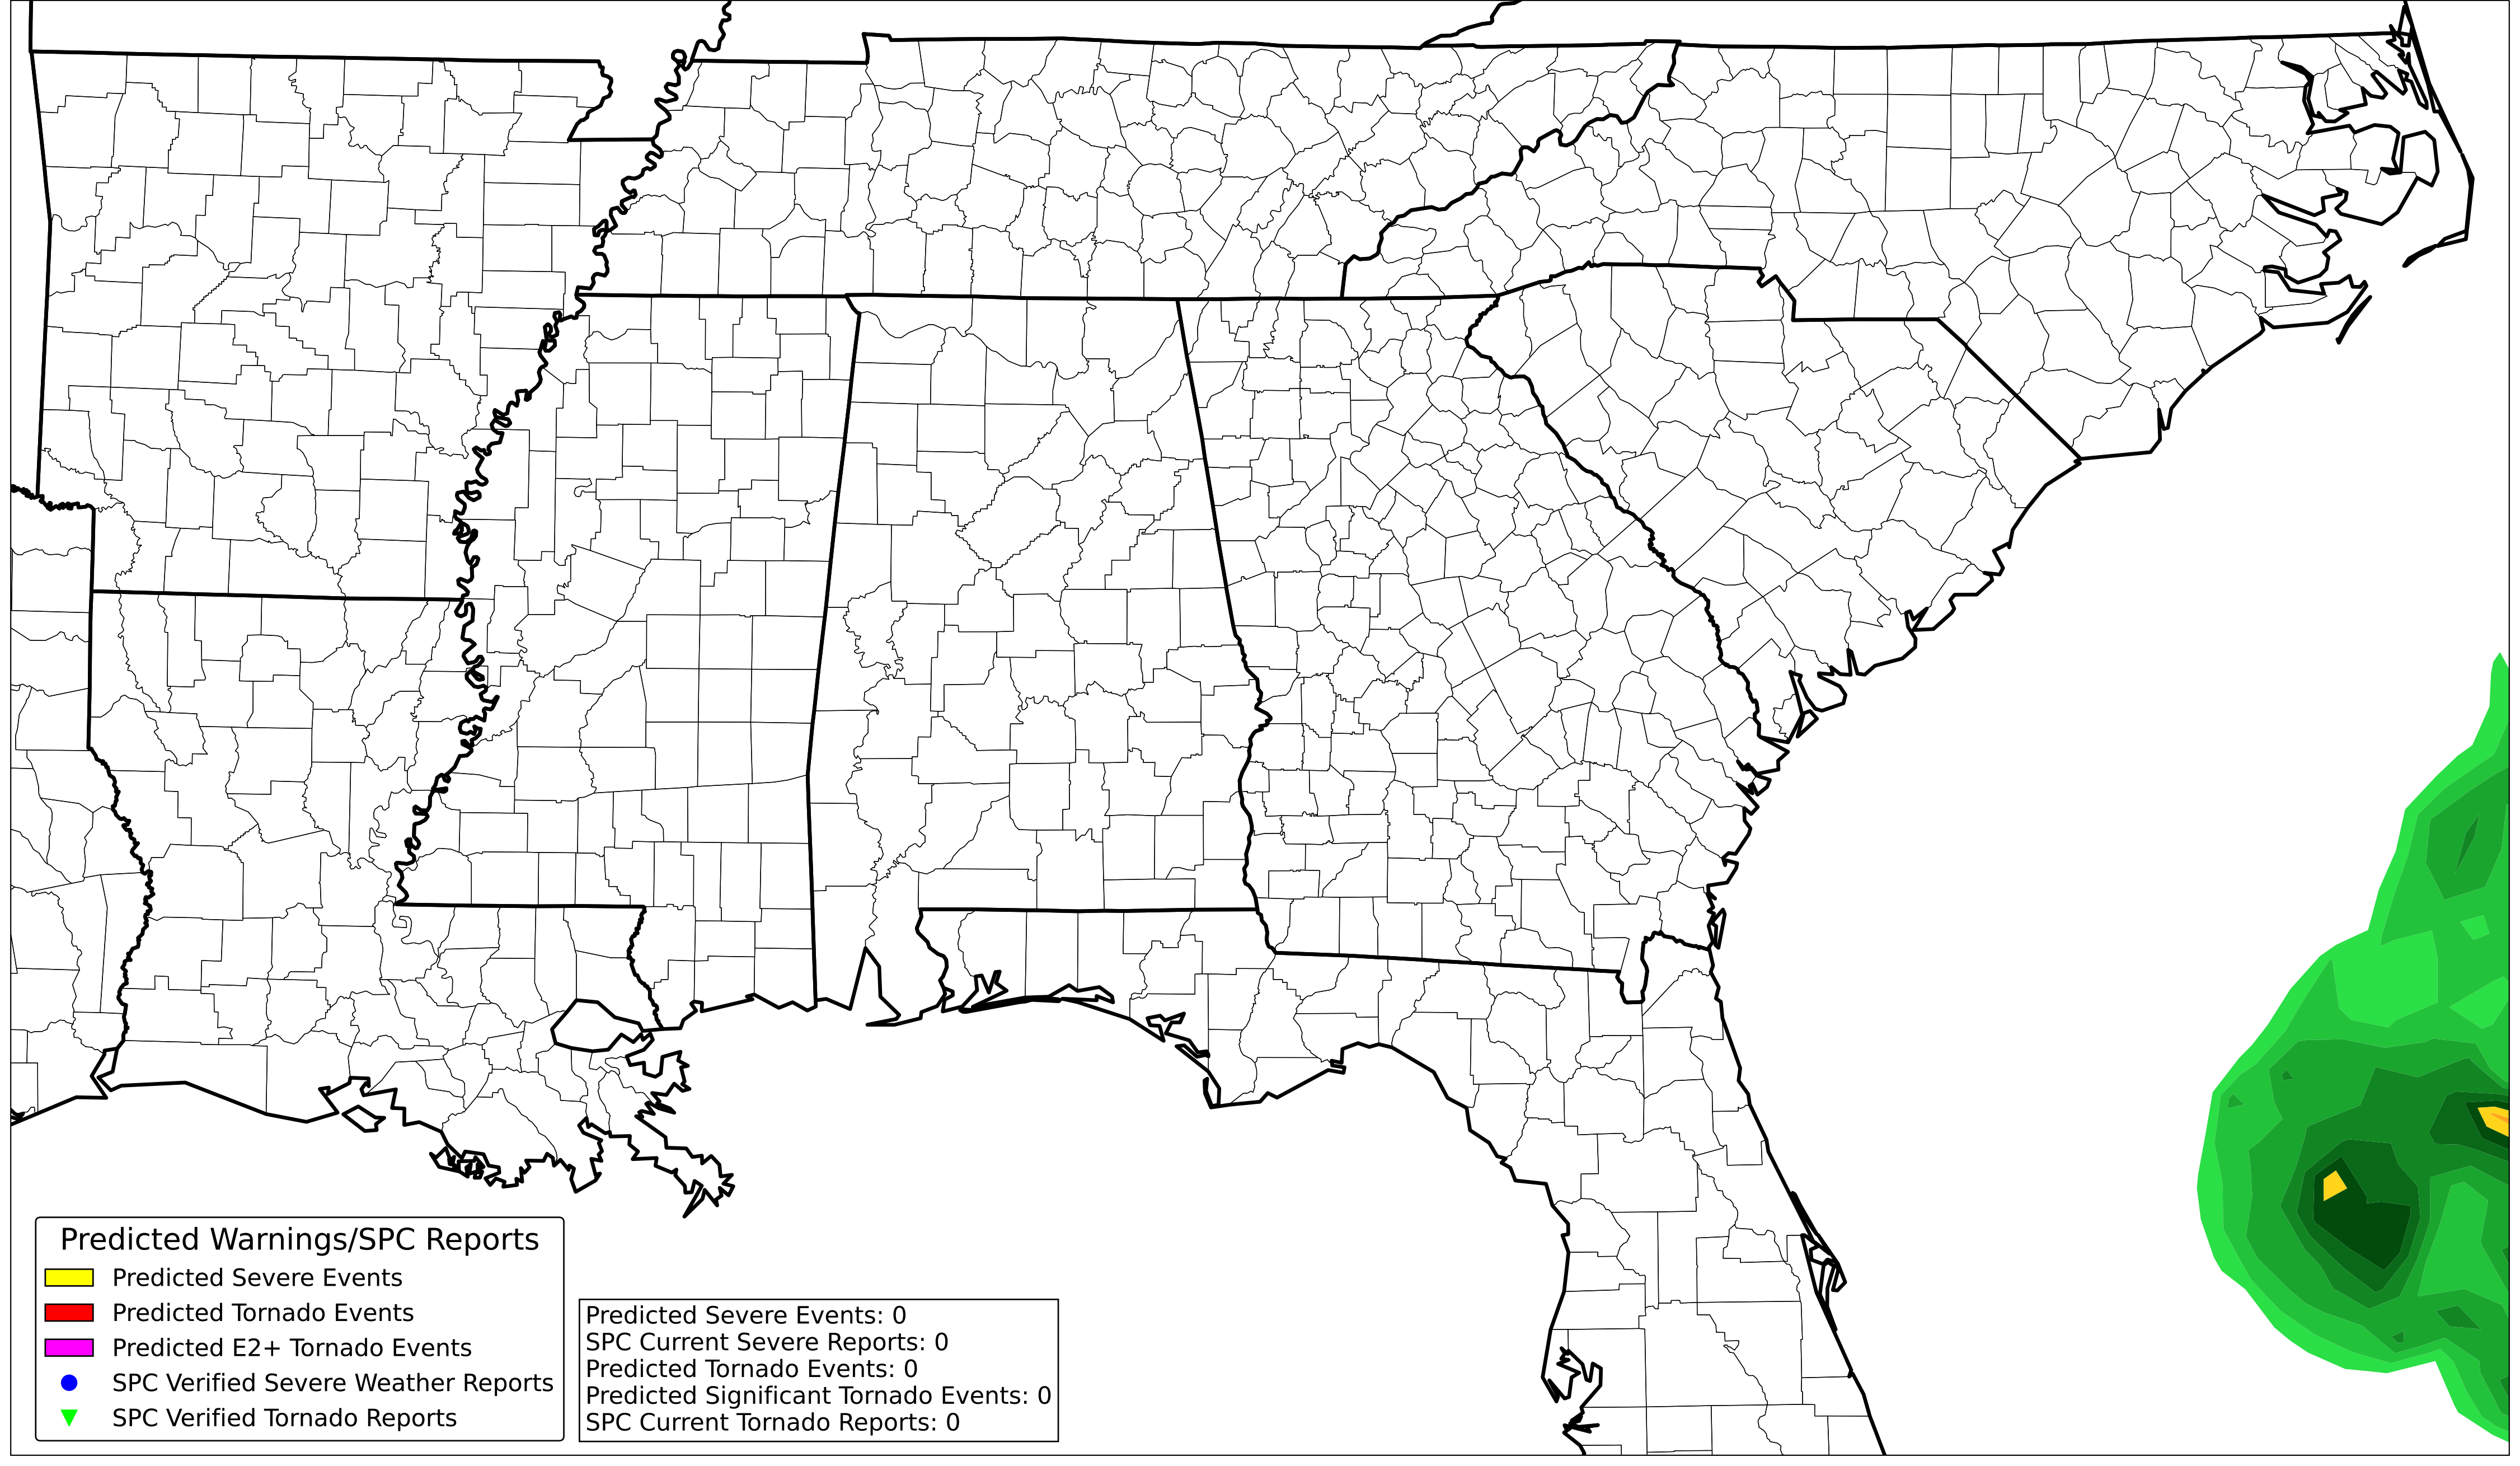 Predicted Warnings/SPC Reports
Predicted Severe Events
Predicted Tornado Events
Predicted E2+ Tornado Events
SPC Verified Severe Weather Reports
SPC Verified Tornado Reports
Predicted Severe Events: 0
SPC Current Severe Reports: 0
Predicted Tornado Events: 0
Predicted Significant Tornado Events: 0
SPC Current Tornado Reports: 0